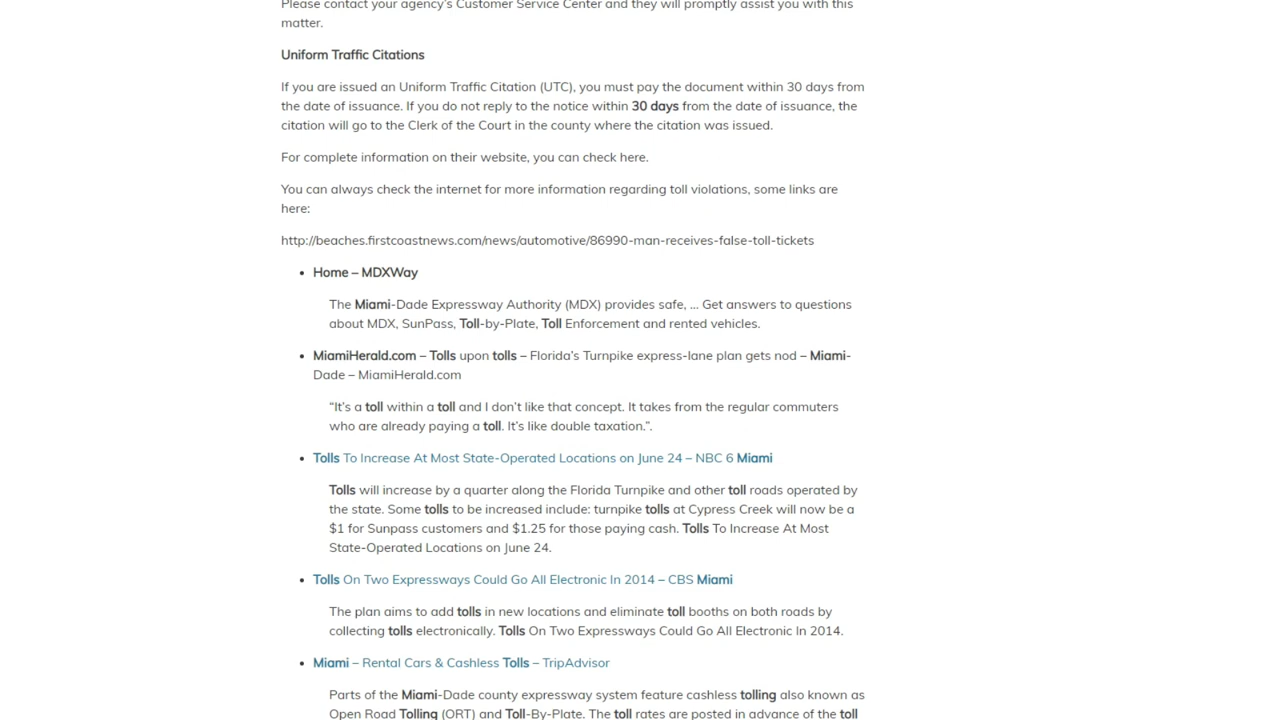 Please contact your agency's Customer Service Center and they will promptly assist you with this
matter.
Uniform Traffic Citations
If you are issued an Uniform Traffic Citation (UTC), you must pay the document within 30 days from
the date of issuance. If you do not reply to the notice within 30 days from the date of issuance, the
citation will go to the Clerk of the Court in the county where the citation was issued.
For complete information on their website, you can check here.
You can always check the internet for more information regarding toll violations, some links are
here:
http://beaches.firstcoastnews.com/news/automotive/86990-man-receives-false-toll-tickets
• Home – MDXWay
The Miami-Dade Expressway Authority (MDX) provides safe, ... Get answers to questions
about MDX, SunPass, Toll-by-Plate, Toll Enforcement and rented vehicles.
• MiamiHerald.com – Tolls upon tolls – Florida's Turnpike express-lane plan gets nod – Miami-
Dade – MiamiHerald.com
“It's a toll within a toll and I don't like that concept. It takes from the regular commuters
who are already paying a toll. It's like double taxation.”.
• Tolls To Increase At Most State-Operated Locations on June 24 – NBC 6 Miami
Tolls will increase by a quarter along the Florida Turnpike and other toll roads operated by
the state. Some tolls to be increased include: turnpike tolls at Cypress Creek will now be a
$1 for Sunpass customers and $1.25 for those paying cash. Tolls To Increase At Most
State-Operated Locations on June 24.
• Tolls On Two Expressways Could Go All Electronic In 2014 – CBS Miami
The plan aims to add tolls in new locations and eliminate toll booths on both roads by
collecting tolls electronically. Tolls On Two Expressways Could Go All Electronic In 2014.
• Miami – Rental Cars & Cashless Tolls – TripAdvisor
Parts of the Miami-Dade county expressway system feature cashless tolling also known as
Open Road Tolling (ORT) and Toll-By-Plate. The toll rates are posted in advance of the toll